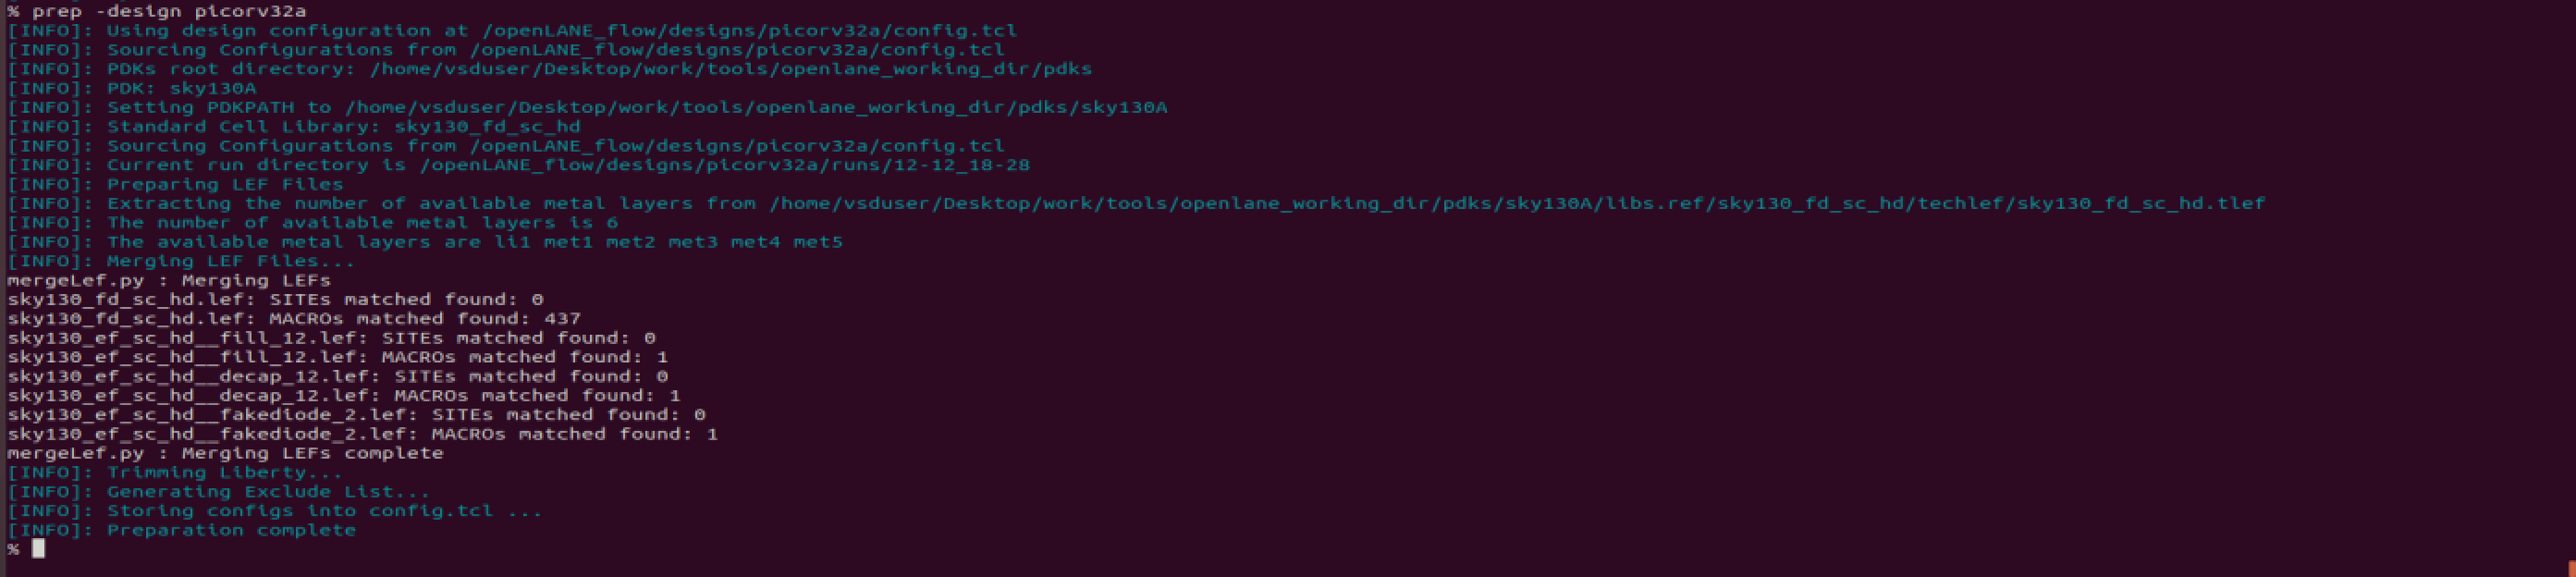 % prep -design picorv32a
[INFO]: Using design configuration at /openLANE_flow/designs/picorv32a/config.tcl
[INFO]: Sourcing Configurations from /openLANE_flow/designs/picorv32a/config.tcl
[INFO]: PDKs root directory: /home/vsduser/Desktop/work/tools/openlane_working_dir/pdks
[INFO]: PDK: sky130A
[INFO]: Setting PDKPATH to /home/vsduser/Desktop/work/tools/openlane_working_dir/pdks/sky130A
[INFO]: Standard Cell Library: sky130_fd_sc_hd
[INFO]: Sourcing Configurations from /openLANE_flow/designs/picorv32a/config.tcl
[INFO]: Current run directory is /openLANE_flow/designs/picorv32a/runs/12-12_18-28
[INFO]: Preparing LEF Files
[INFO]: Extracting the number of available metal layers from /home/vsduser/Desktop/work/tools/openlane_working_dir/pdks/sky130A/libs.ref/sky130_fd_sc_hd/techlef/sky130_fd_sc_hd.tlef
[INFO]: The number of available metal layers is 6
[INFO]: The available metal layers are li1 met1 met2 met3 met4 met5
[INFO]: Merging LEF Files...
mergeLef.py : Merging LEFs
sky130_fd_sc_hd.lef: SITEs matched found: 0
sky130_fd_sc_hd.lef: MACROs matched found: 437
sky130_ef_sc_hd__fill_12.lef: SITEs matched found: 0
sky130_ef_sc_hd__fill_12.lef: MACROs matched found: 1
sky130_ef_sc_hd__decap_12.lef: SITEs matched found: 0
sky130_ef_sc_hd__decap_12.lef: MACROs matched found: 1
sky130_ef_sc_hd__fakediode_2.lef: SITEs matched found: 0
sky130_ef_sc_hd__fakediode_2.lef: MACROs matched found: 1
mergeLef.py : Merging LEFs complete
[INFO]: Trimming Liberty...
[INFO]: Generating Exclude List...
[INFO]: Storing configs into config.tcl ...
[INFO]: Preparation complete
%